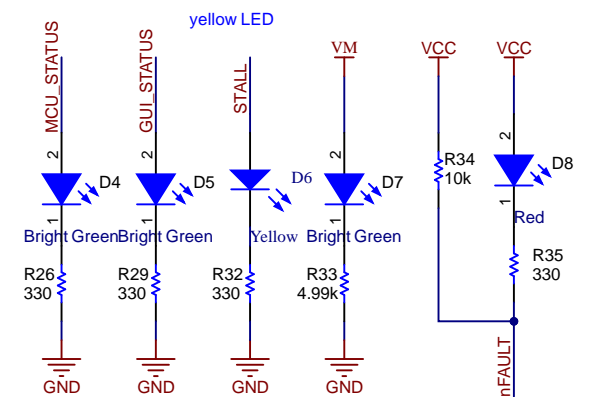 yellow LED
MCU_STATUS
GUI_STATUS
STALL
VM
VCC
VCC
2
2
2
2
D4
D5
D6
D7
R34
10k
D8
1
1
1
1
Bright Green
Bright Green
Yellow
Bright Green
Red
R26
330
R29
330
R32
330
R33
4.99k
R35
330
GND
GND
GND
GND
nFAULT